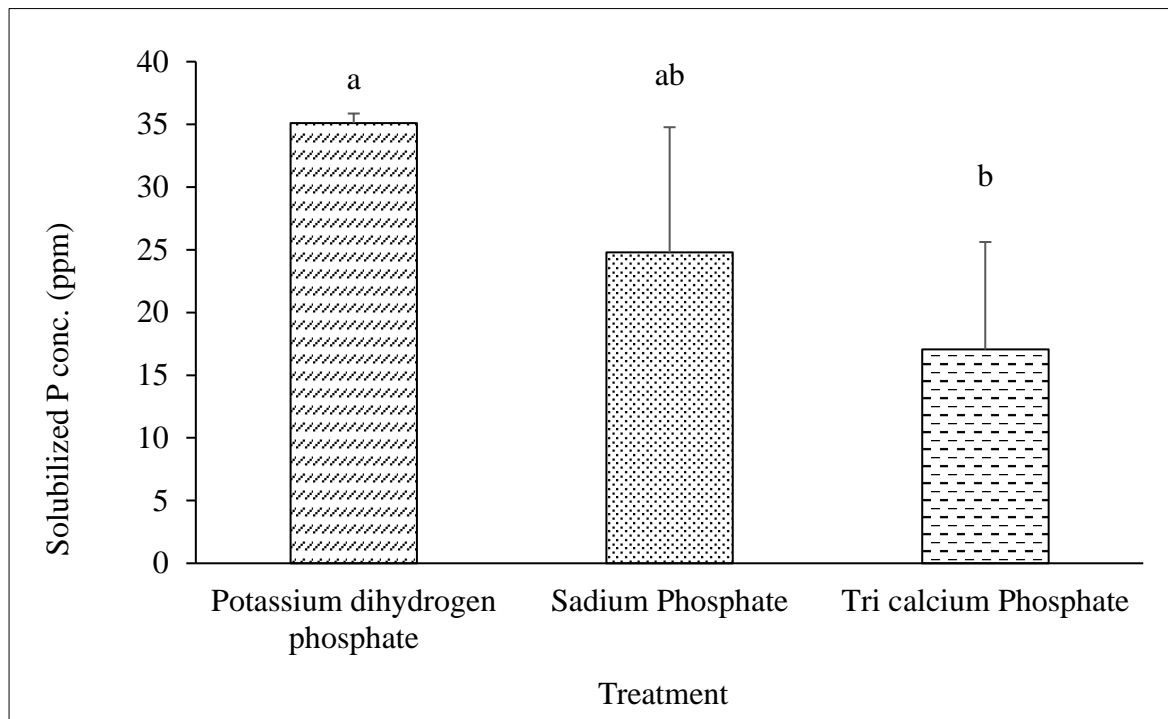 Solubilized P conc. (ppm)
40
35
30
25
20
15
10
5
0
a
ab
b
Potassium dihydrogen
phosphate
Sadium Phosphate
Tri calcium Phosphate
Treatment